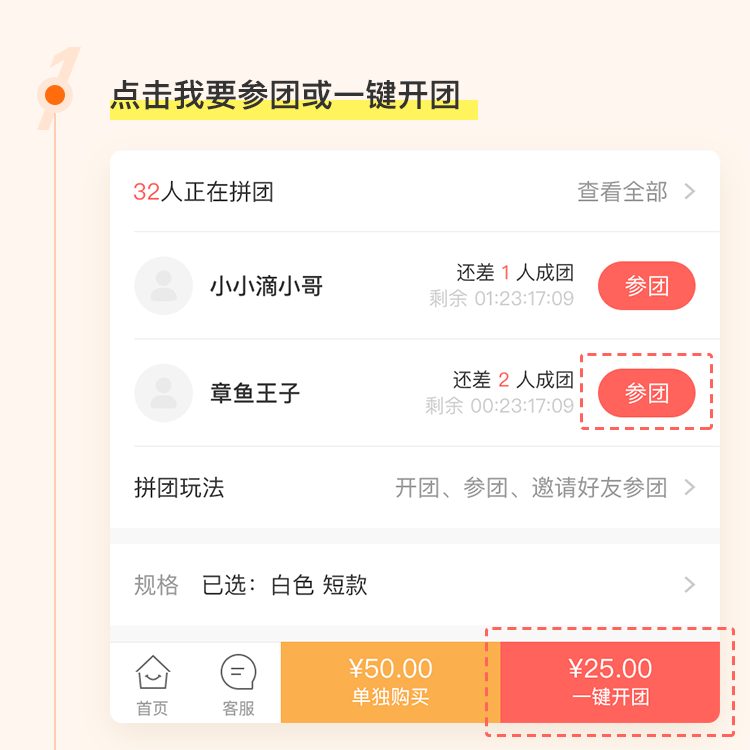 1
点击我要参团或一键开团
32人正在拼团 查看全部
小小滴小哥 还差 1 人成团 参团
剩余 01:23:17:09
章鱼王子 还差 2 人成团 参团
剩余 00:23:17:09
拼团玩法 开团、参团、邀请好友参团
规格 已选：白色 短款
¥50.00 ¥25.00
首页 客服 单独购买 一键开团